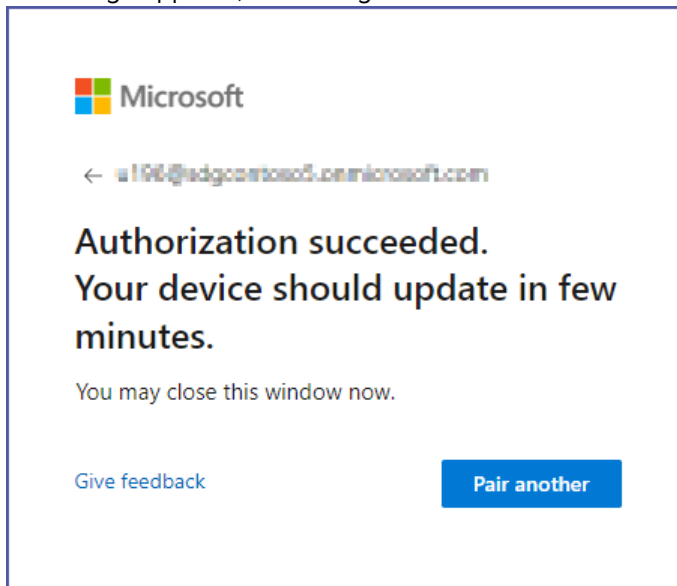 Microsoft
Authorization succeeded.
Your device should update in few
minutes.
You may close this window now.
Give feedback
Pair another